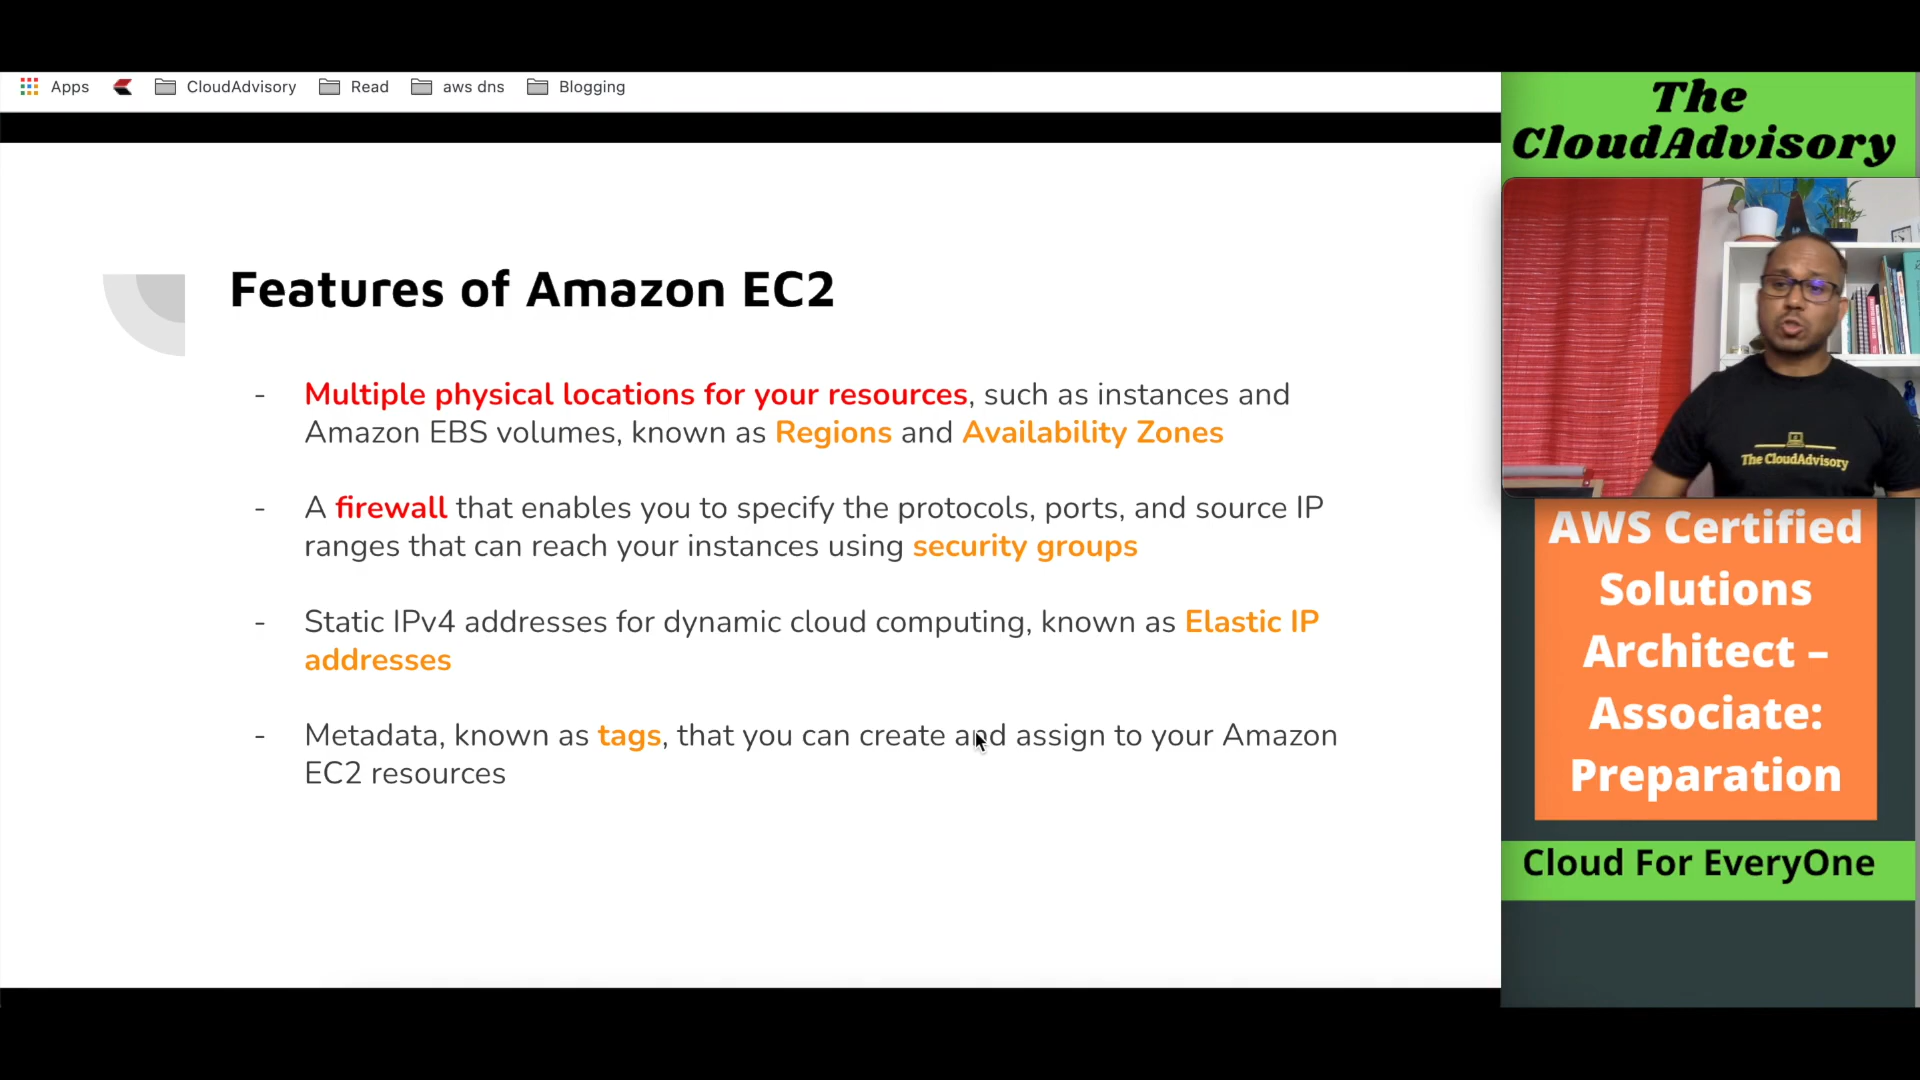 Apps CloudAdvisory Read aws dns Blogging
Features of Amazon EC2
- Multiple physical locations for your resources, such as instances and
Amazon EBS volumes, known as Regions and Availability Zones
- A firewall that enables you to specify the protocols, ports, and source IP
ranges that can reach your instances using security groups
- Static IPv4 addresses for dynamic cloud computing, known as Elastic IP
addresses
- Metadata, known as tags, that you can create and assign to your Amazon
EC2 resources
The
CloudAdvisory
The CloudAdvisory
AWS Certified
Solutions
Architect –
Associate:
Preparation
Cloud For EveryOne